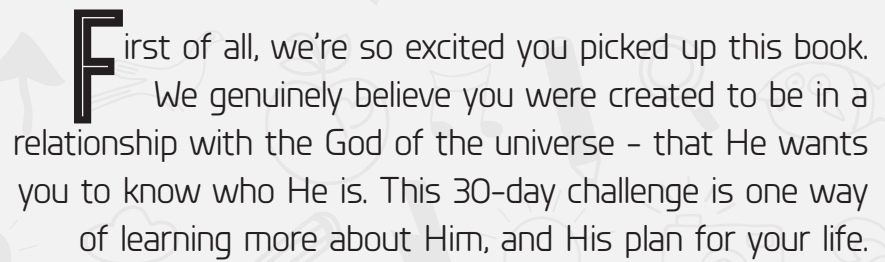 First of all, we're so excited you picked up this book.
We genuinely believe you were created to be in a
relationship with the God of the universe - that He wants
you to know who He is. This 30-day challenge is one way
of learning more about Him, and His plan for your life.